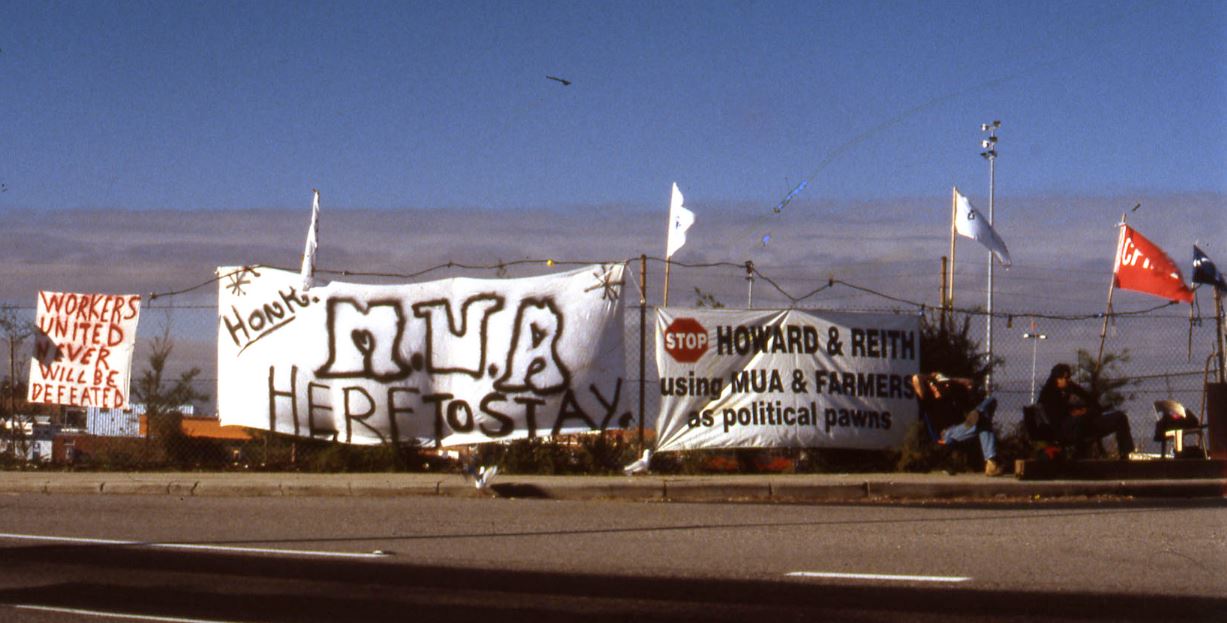 WORKERS
UNITED
NEVER
WILL BE
DEFEATED
HONK.
M.U.A
HERE TO STAY.
STOP HOWARD & REITH
using MUA & FARMERS
as political pawns